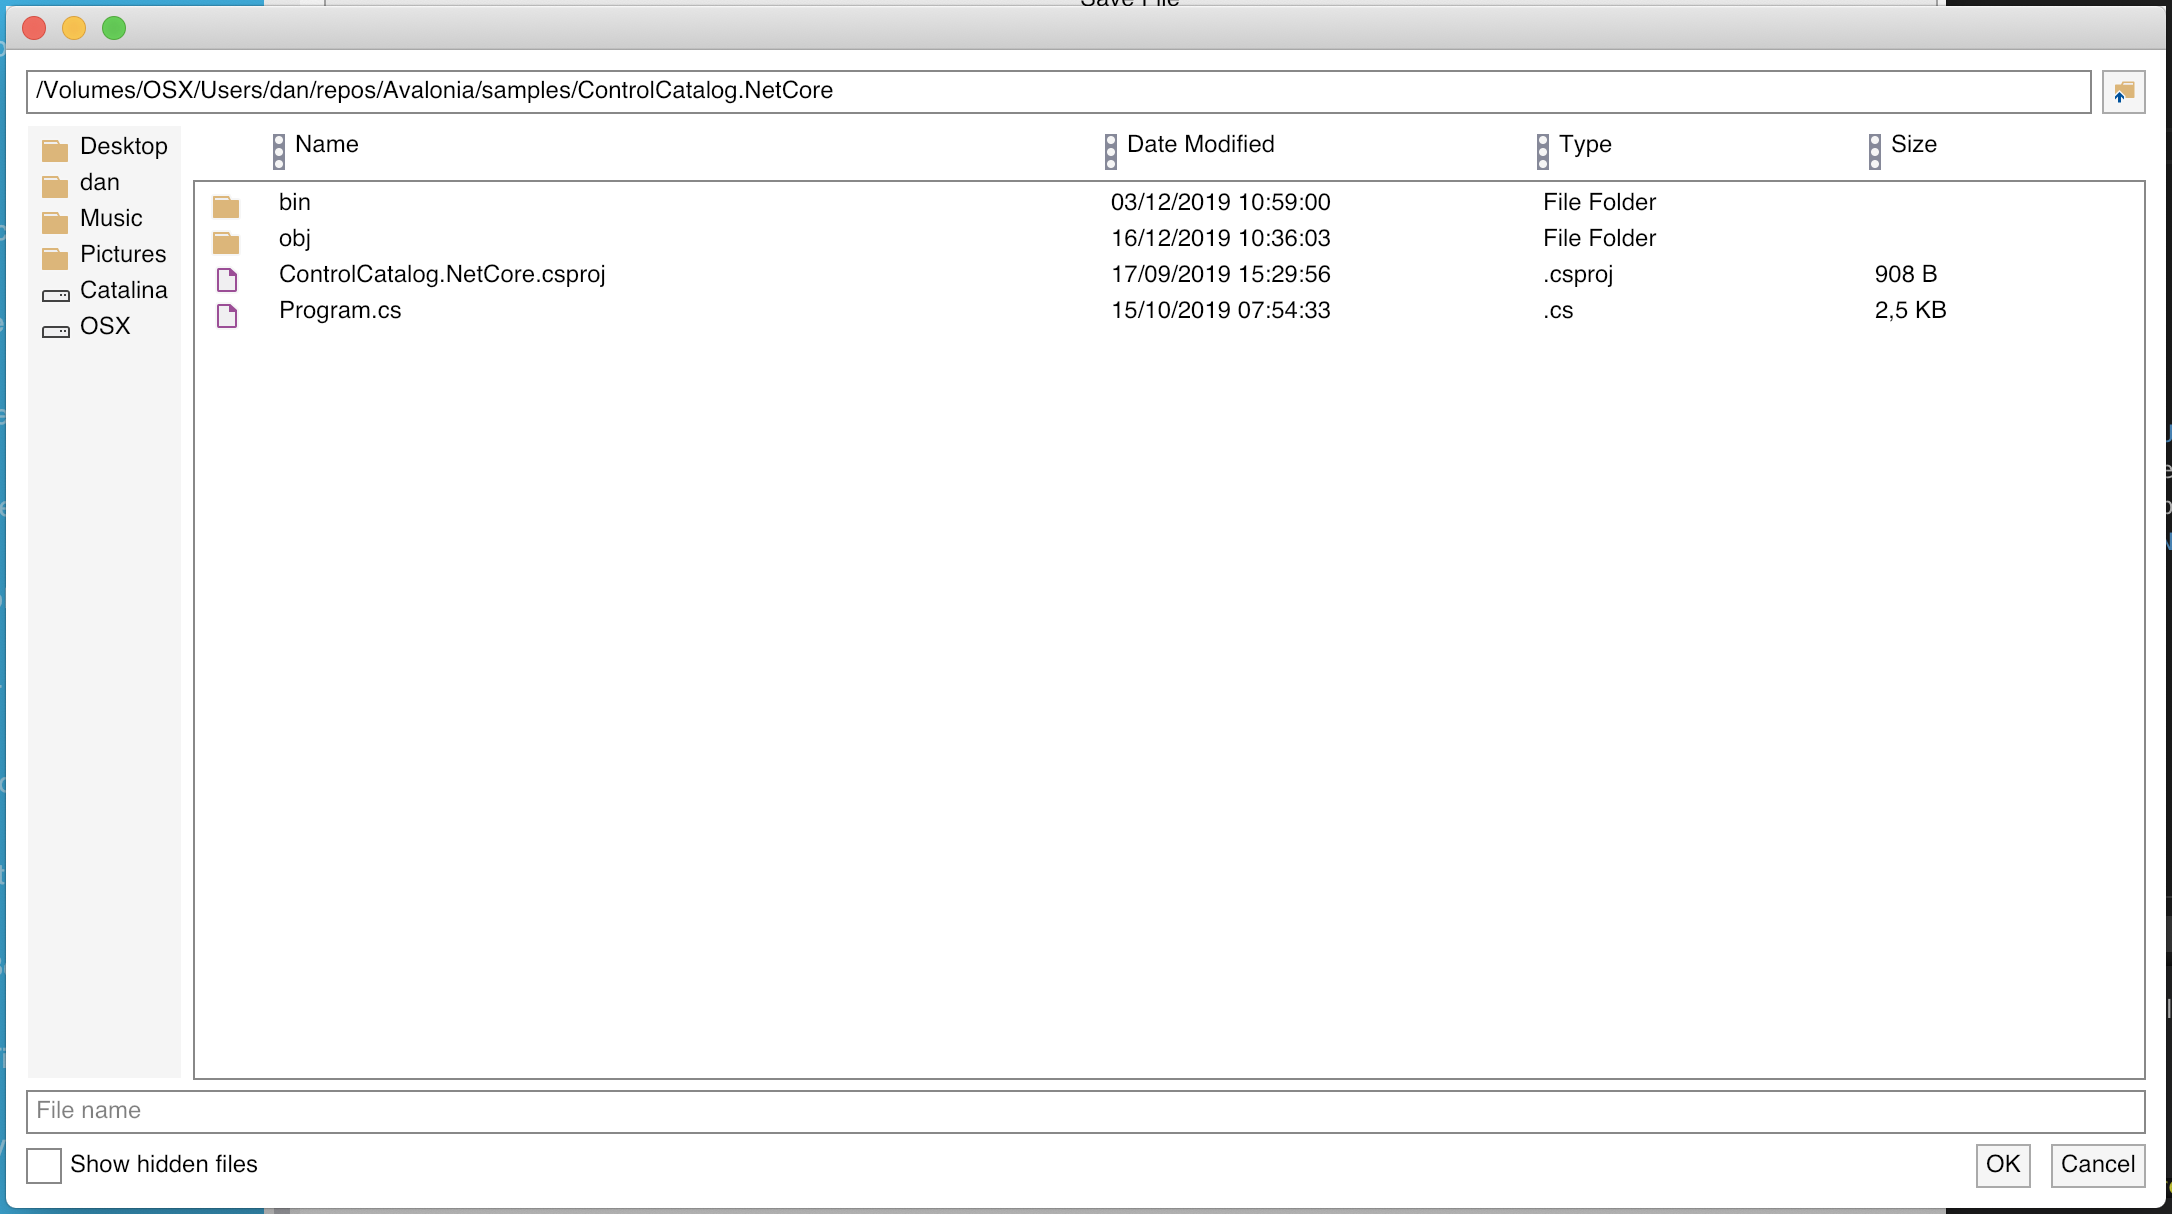 Save File
/Volumes/OSX/Users/dan/repos/Avalonia/samples/ControlCatalog.NetCore
Desktop
dan
Music
Pictures
Catalina
OSX
Name Date Modified Type Size
bin 03/12/2019 10:59:00 File Folder
obj 16/12/2019 10:36:03 File Folder
ControlCatalog.NetCore.csproj 17/09/2019 15:29:56 .csproj 908 B
Program.cs 15/10/2019 07:54:33 .cs 2,5 KB
File name
Show hidden files
OK Cancel